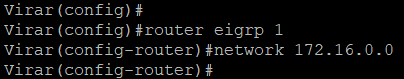 Virar(config)#
Virar(config)#router eigrp 1
Virar(config-router)#network 172.16.0.0
Virar(config-router)#